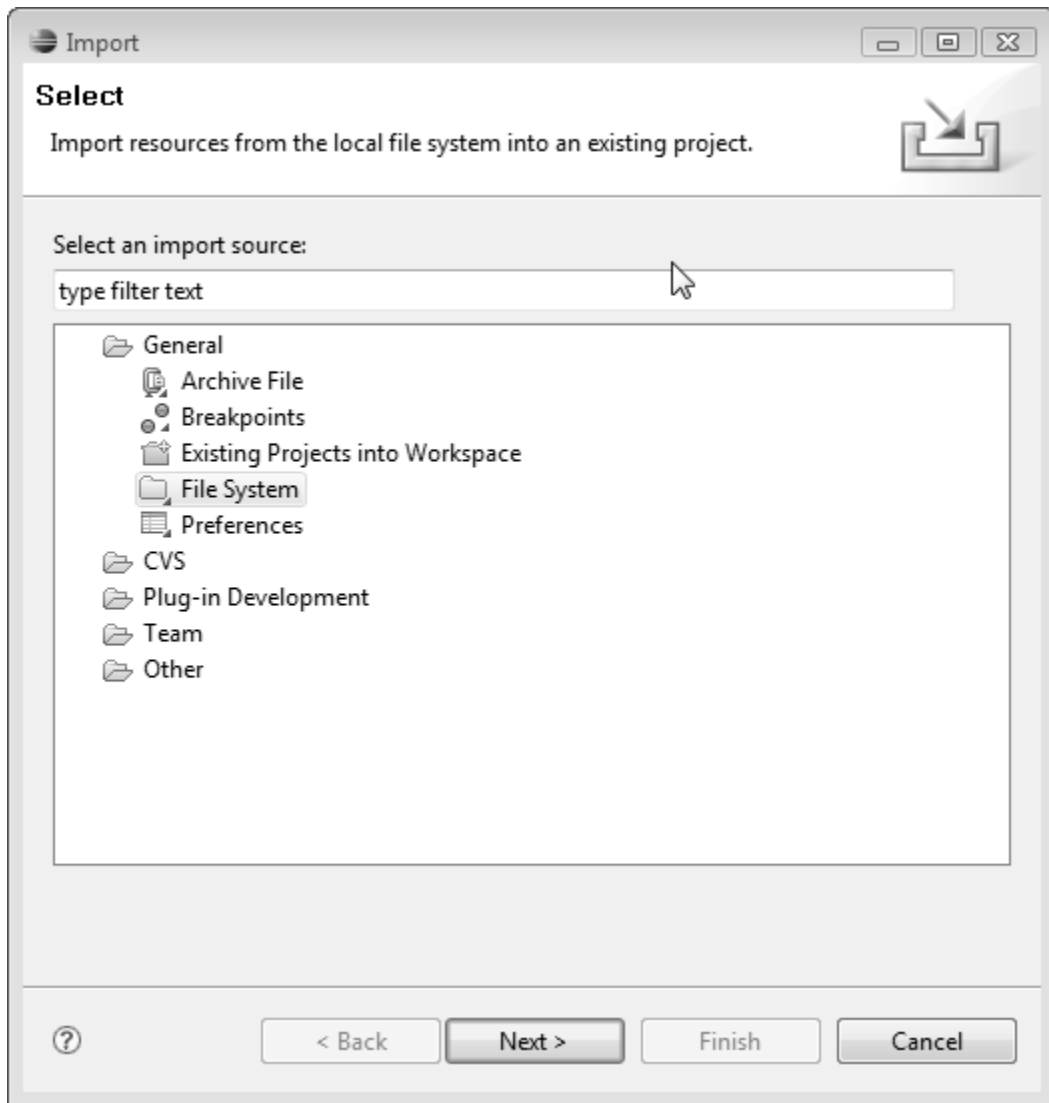 Import
Select
Import resources from the local file system into an existing project.
Select an import source:
type filter text
General
Archive File
Breakpoints
Existing Projects into Workspace
File System
Preferences
CVS
Plug-in Development
Team
Other
? < Back Next > Finish Cancel